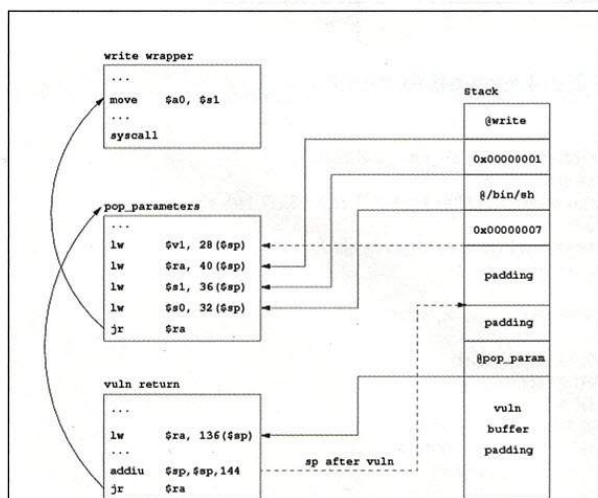 write wrapper
...
move $a0, $s1
...
syscall
pop_parameters
...
lw $v1, 28($sp)
lw $ra, 40($sp)
lw $s1, 36($sp)
lw $s0, 32($sp)
jr $ra
vuln return
...
lw $ra, 136($sp)
...
addiu $sp,$sp,144
jr $ra
sp after vuln
Stack
@write
0x00000001
@/bin/sh
0x00000007
padding
padding
@pop_param
vuln
buffer
padding